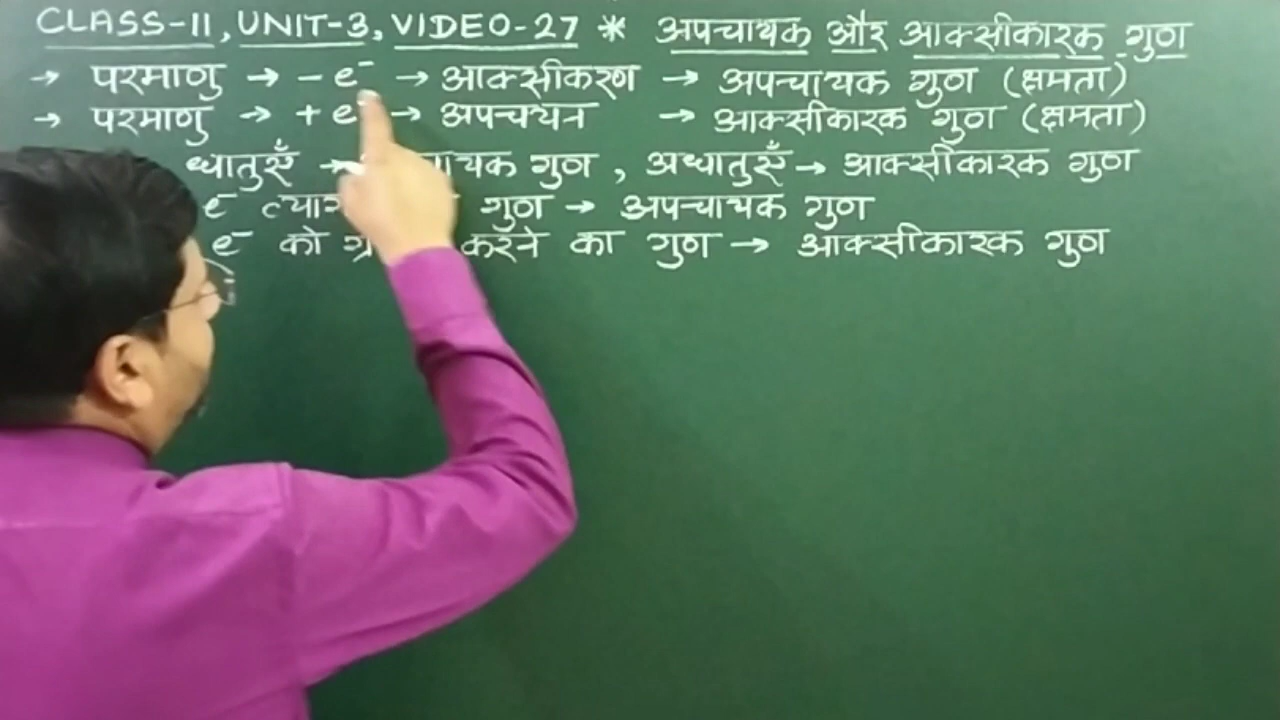 CLASS-11, UNIT-3, VIDEO-27 * अपचायक और आक्सीकारक गुण
→ परमाणु → - e⁻ → आक्सीकरण → अपचायक गुण (क्षमता)
→ परमाणु → + e → अपचयन → आक्सीकारक गुण (क्षमता)
धातुएँ → गुण , अधातुएँ → आक्सीकारक गुण
e⁻ गुण → अपचायक गुण
e⁻ को करने का गुण → आक्सीकारक गुण